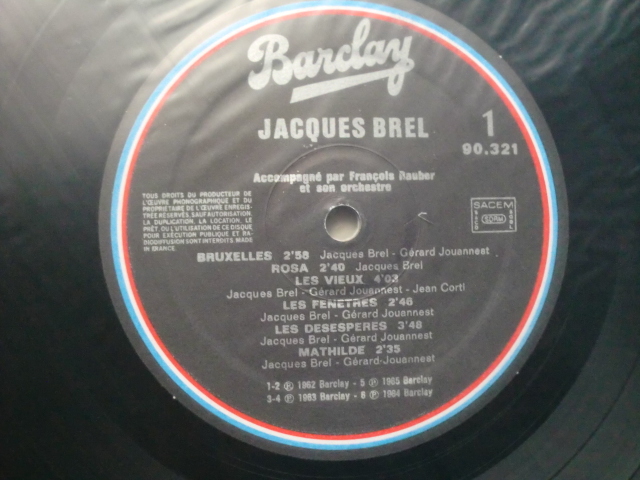 Barclay
JACQUES BREL
1
90.321
Accompagné par François Rauber
et son orchestre
TOUS DROITS DU PRODUCTEUR DE
L'ŒUVRE PHONOGRAPHIQUE ET DU
PROPRIETAIRE DE L'ŒUVRE ENREGIS-
TRÉE RÉSERVÉS, SAUF AUTORISATION,
LA DUPLICATION, LA LOCATION, LE
PRÊT, OU L'UTILISATION DE CE DISQUE
POUR EXÉCUTION PUBLIQUE ET RA-
DIODIFFUSION SONT INTERDITS. MADE
IN FRANCE.
SACEM
SACD
SDRM
SGDL
BRUXELLES 2'58 Jacques Brel - Gérard Jouannest
ROSA 2'40 Jacques Brel
LES VIEUX 4'02
Jacques Brel - Gérard Jouannest - Jean Corti
LES FENETRES 2'46
Jacques Brel - Gérard Jouannest
LES DESESPERES 3'48
Jacques Brel - Gérard Jouannest
MATHILDE 2'35
Jacques Brel - Gérard Jouannest
1-2 ℗ 1962 Barclay - 5 ℗ 1965 Barclay
3-4 ℗ 1963 Barclay - 6 ℗ 1964 Barclay